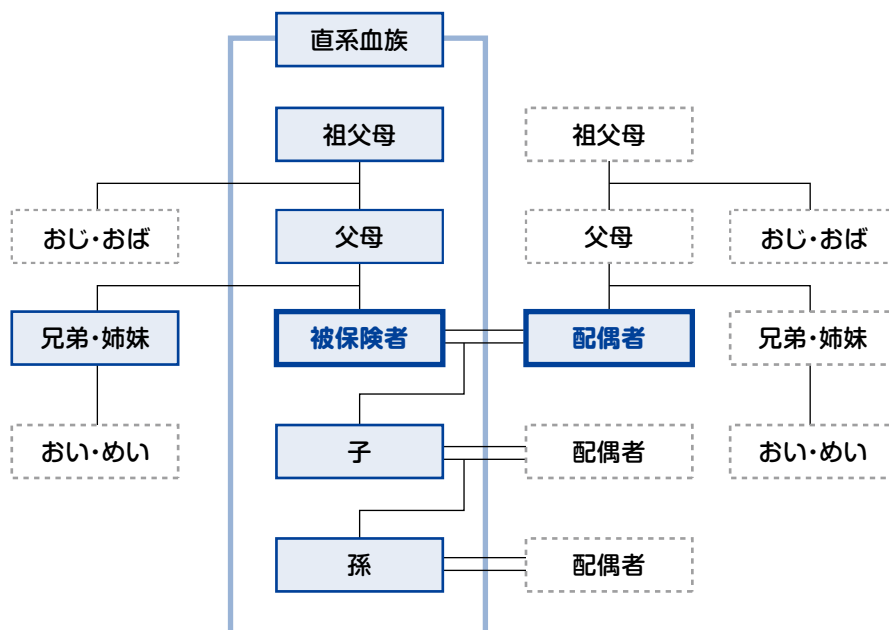 直系血族
祖父母
祖父母
おじ・おば
父母
父母
おじ・おば
兄弟・姉妹
被保険者
配偶者
兄弟・姉妹
おい・めい
子
配偶者
おい・めい
孫
配偶者